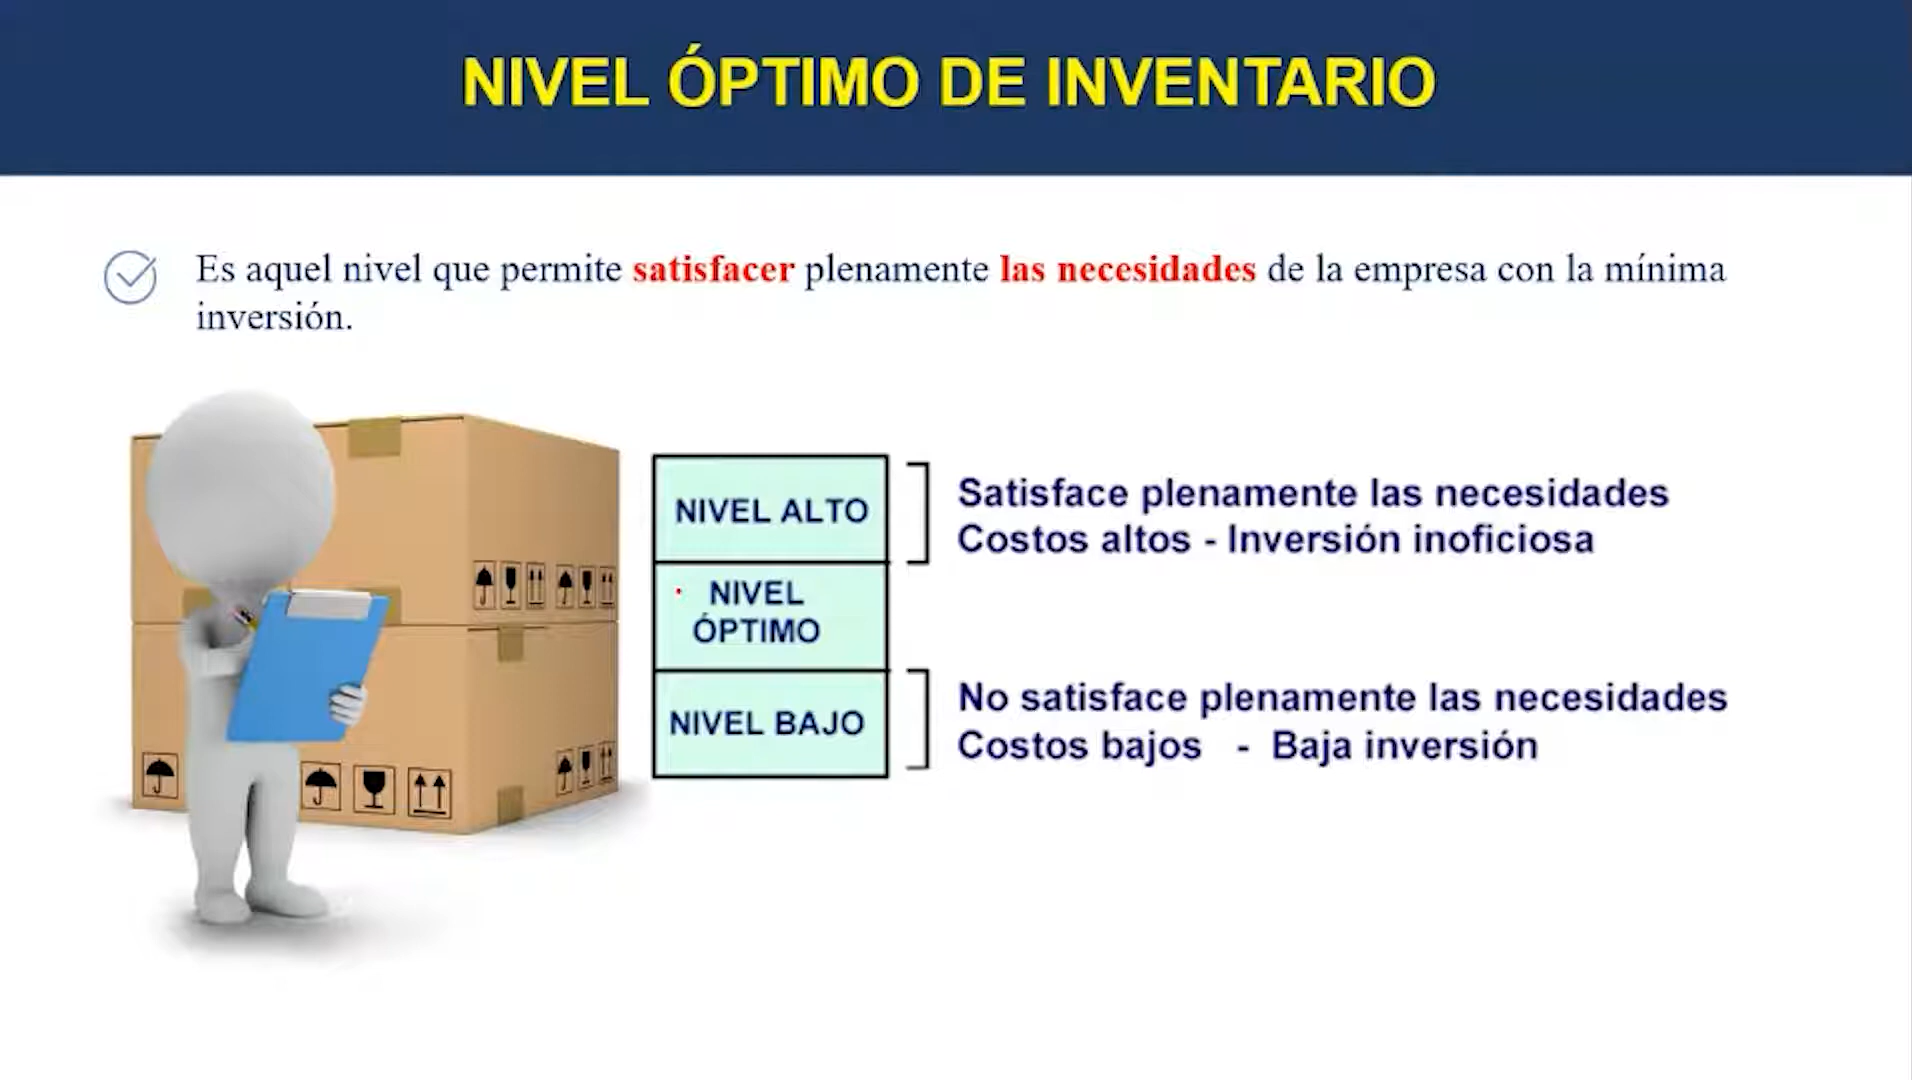 NIVEL ÓPTIMO DE INVENTARIO
Es aquel nivel que permite satisfacer plenamente las necesidades de la empresa con la mínima
inversión.
NIVEL ALTO
Satisface plenamente las necesidades
Costos altos - Inversión inoficiosa
NIVEL
ÓPTIMO
NIVEL BAJO
No satisface plenamente las necesidades
Costos bajos - Baja inversión